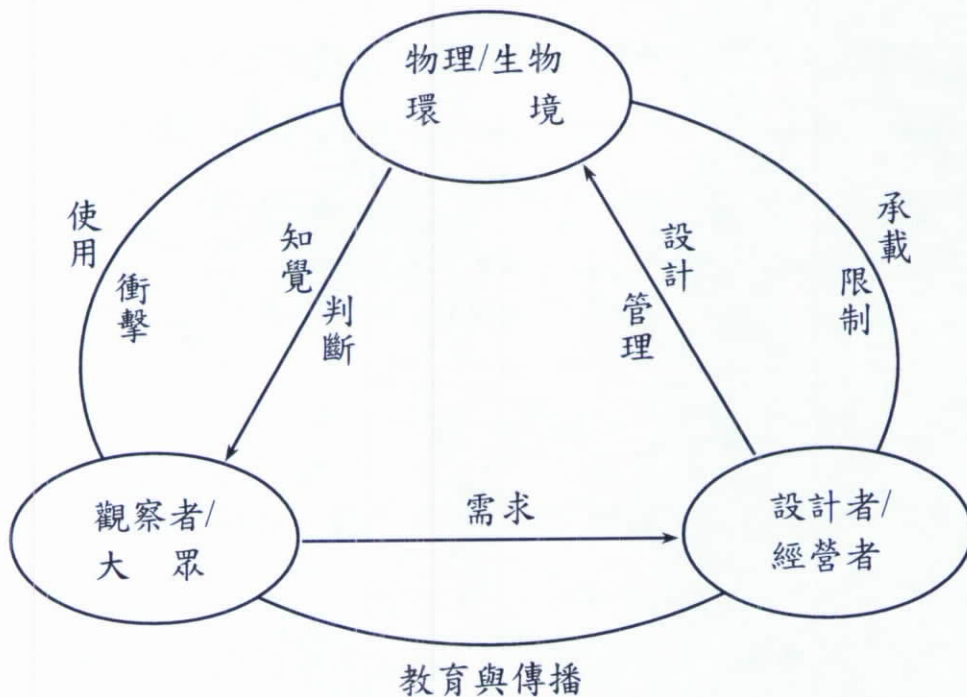 物理/生物
環 境
使用
衝擊
知覺
判斷
設計
管理
承載
限制
觀察者/
大 眾
需求
設計者/
經營者
教育與傳播